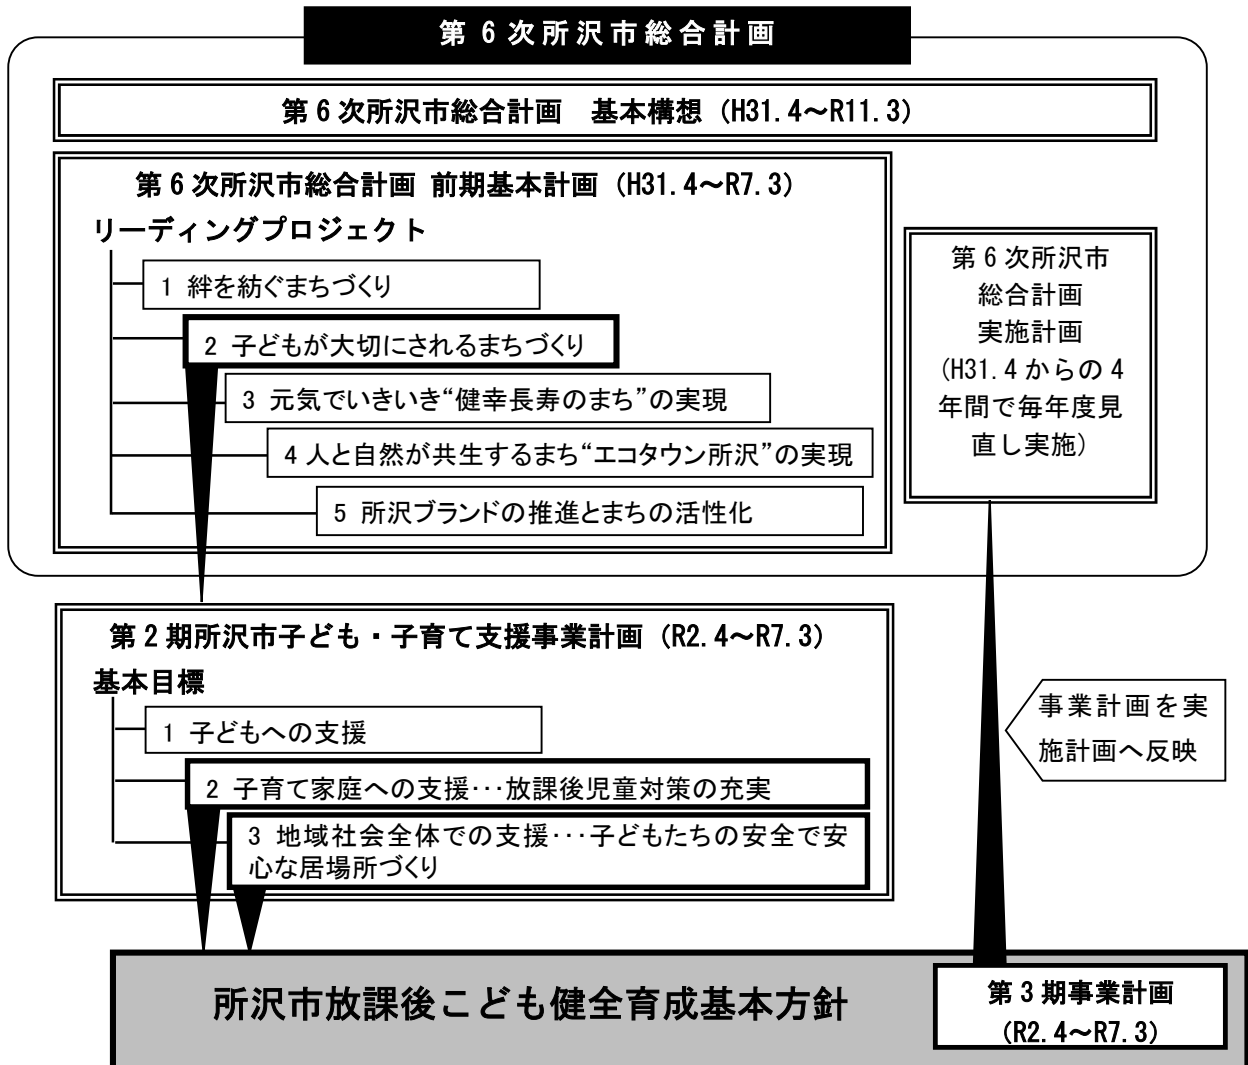 第6次所沢市総合計画
第6次所沢市総合計画　基本構想（H31.4～R11.3）
第6次所沢市総合計画 前期基本計画（H31.4～R7.3）
リーディングプロジェクト
1 絆を紡ぐまちづくり
2 子どもが大切にされるまちづくり
3 元気でいきいき“健幸長寿のまち”の実現
4 人と自然が共生するまち“エコタウン所沢”の実現
5 所沢ブランドの推進とまちの活性化
第6次所沢市
総合計画
実施計画
（H31.4からの4
年間で毎年度見
直し実施）
第2期所沢市子ども・子育て支援事業計画（R2.4～R7.3）
基本目標
1 子どもへの支援
2 子育て家庭への支援…放課後児童対策の充実
3 地域社会全体での支援…子どもたちの安全で安
心な居場所づくり
事業計画を実
施計画へ反映
所沢市放課後こども健全育成基本方針
第3期事業計画
（R2.4～R7.3）